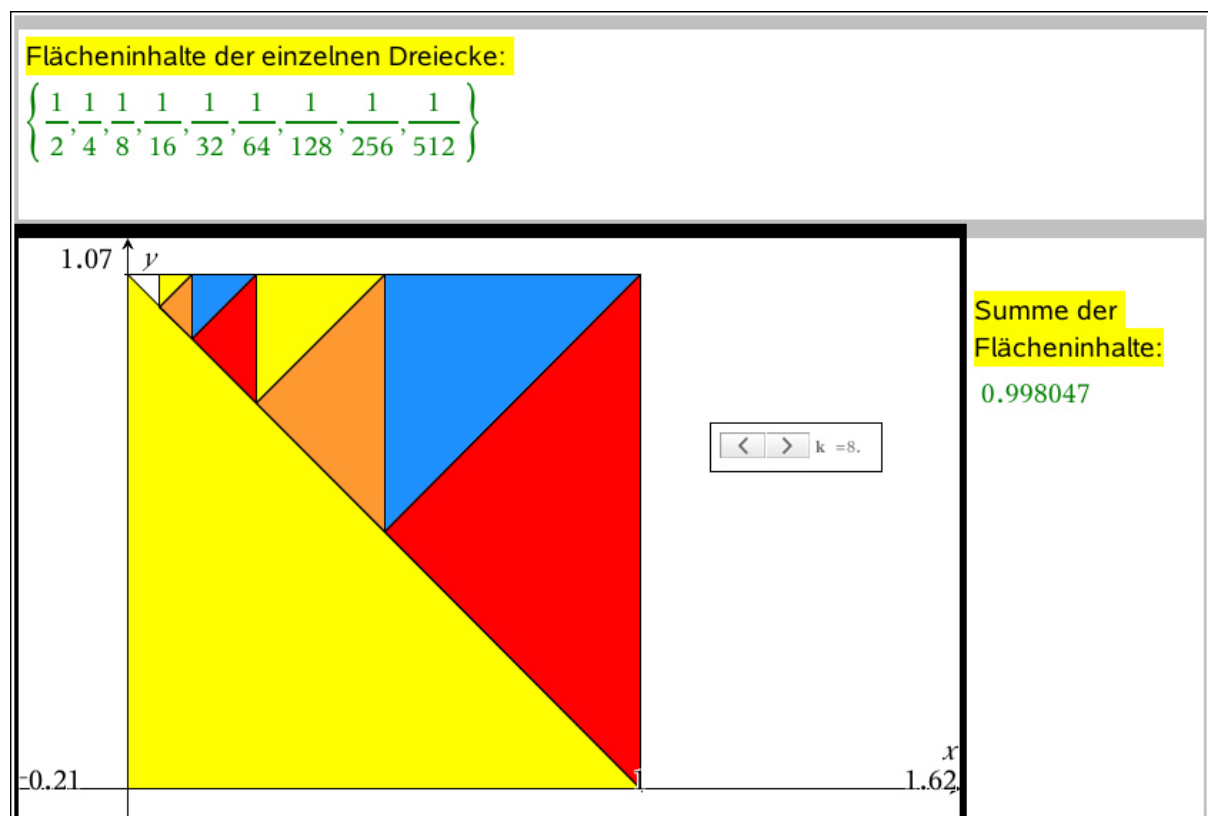 Flächeninhalte der einzelnen Dreiecke:
{1/2, 1/4, 1/8, 1/16, 1/32, 1/64, 1/128, 1/256, 1/512}
1.07 y
Summe der
Flächeninhalte:
0.998047
k =8.
x
-0.21 1 1.62